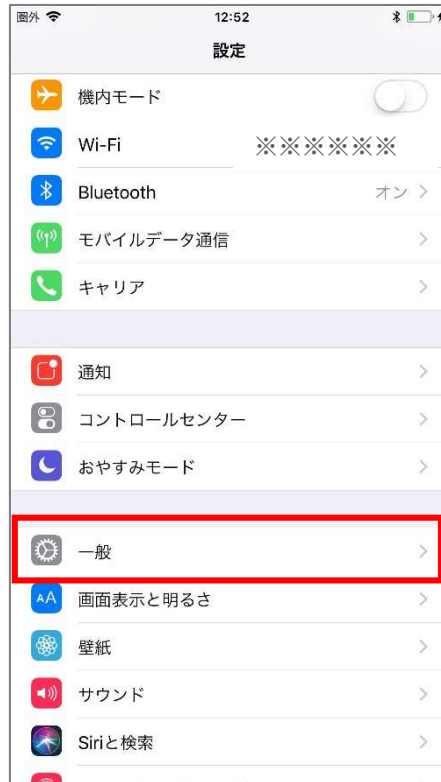 圏外 12:52
設定
機内モード
Wi-Fi ※※※※※※
Bluetooth オン
モバイルデータ通信
キャリア
通知
コントロールセンター
おやすみモード
一般
AA 画面表示と明るさ
壁紙
サウンド
Siriと検索